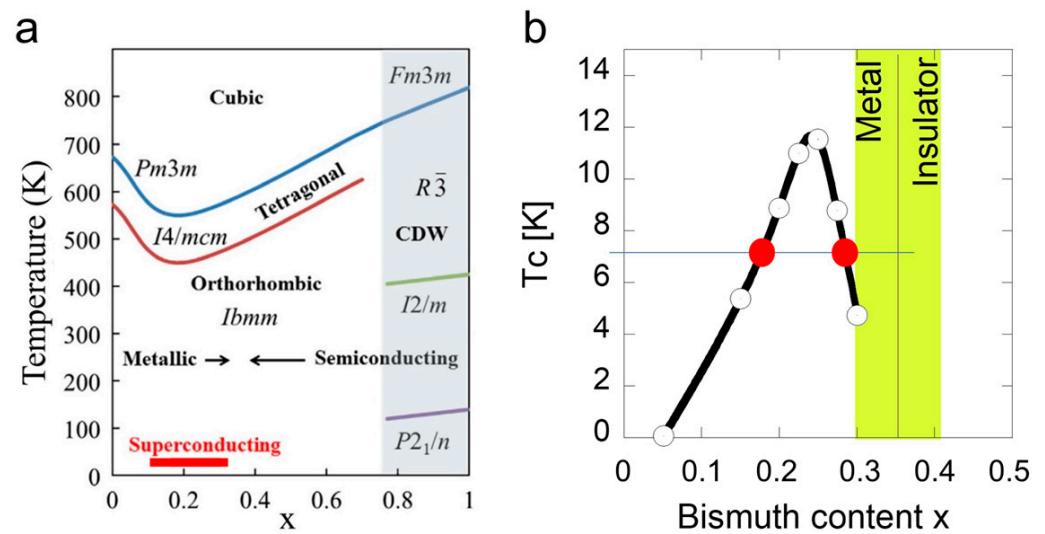 a
Temperature (K)
800
700
600
500
400
300
200
100
0
Cubic
Fm3m
Pm3m
Tetragonal
R3̅
I4/mcm
CDW
Orthorhombic
I2/m
Ibmm
Metallic → ← Semiconducting
Superconducting
P2₁/n
0 0.2 0.4 0.6 0.8 1
x
b
Tc [K]
14
12
10
8
6
4
2
0
Metal
Insulator
0 0.1 0.2 0.3 0.4 0.5
Bismuth content x